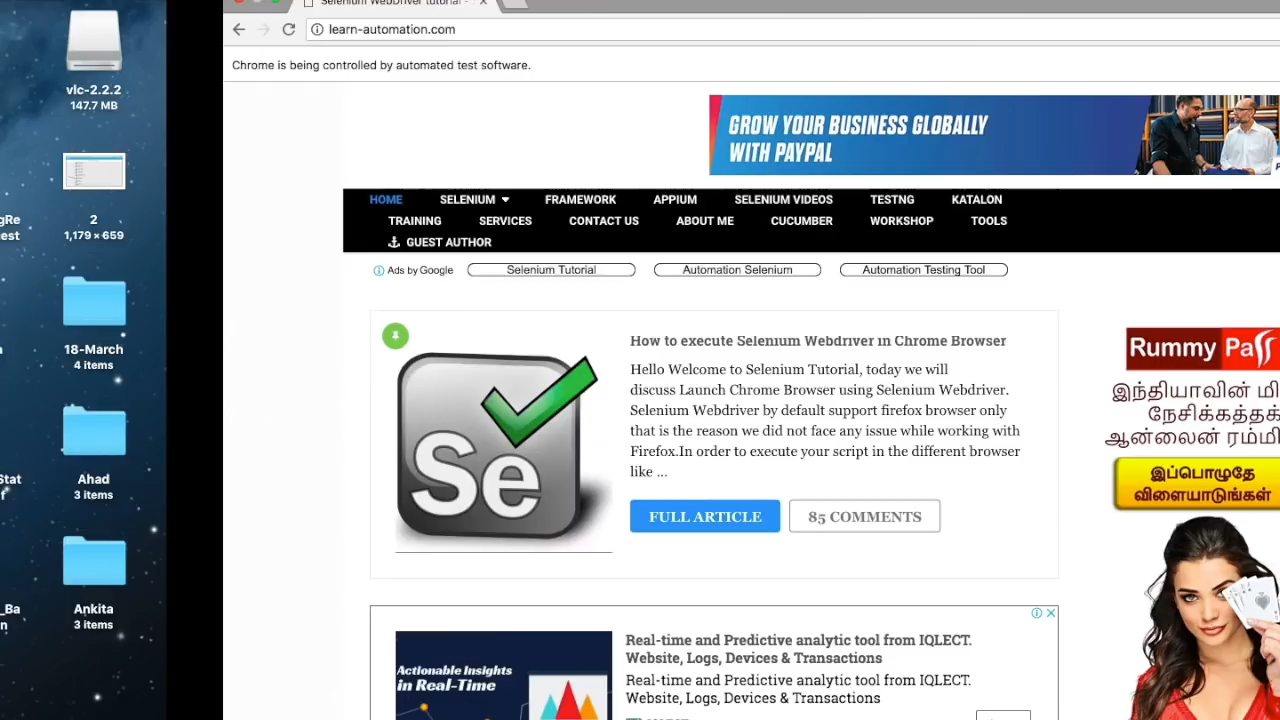 vlc-2.2.2
147.7 MB
2
1,179 × 659
18-March
4 items
Ahad
3 items
Ankita
3 items
Selenium WebDriver tutorial -
learn-automation.com
Chrome is being controlled by automated test software.
GROW YOUR BUSINESS GLOBALLY
WITH PAYPAL
HOME SELENIUM FRAMEWORK APPIUM SELENIUM VIDEOS TESTNG KATALON
TRAINING SERVICES CONTACT US ABOUT ME CUCUMBER WORKSHOP TOOLS
GUEST AUTHOR
Ads by Google Selenium Tutorial Automation Selenium Automation Testing Tool
How to execute Selenium Webdriver in Chrome Browser
Hello Welcome to Selenium Tutorial, today we will
discuss Launch Chrome Browser using Selenium Webdriver.
Selenium Webdriver by default support firefox browser only
that is the reason we did not face any issue while working with
Firefox.In order to execute your script in the different browser
like ...
FULL ARTICLE 85 COMMENTS
Se
Rummy Pass
இந்தியாவின் மி
நேசிக்கத்தக்
ஆன்லைன் ரம்மி
இப்பொழுதே
விளையாடுங்கள்
Actionable Insights
in Real-Time
Real-time and Predictive analytic tool from IQLECT.
Website, Logs, Devices & Transactions
Real-time and Predictive analytic tool from IQLECT.
Website, Logs, Devices & Transactions